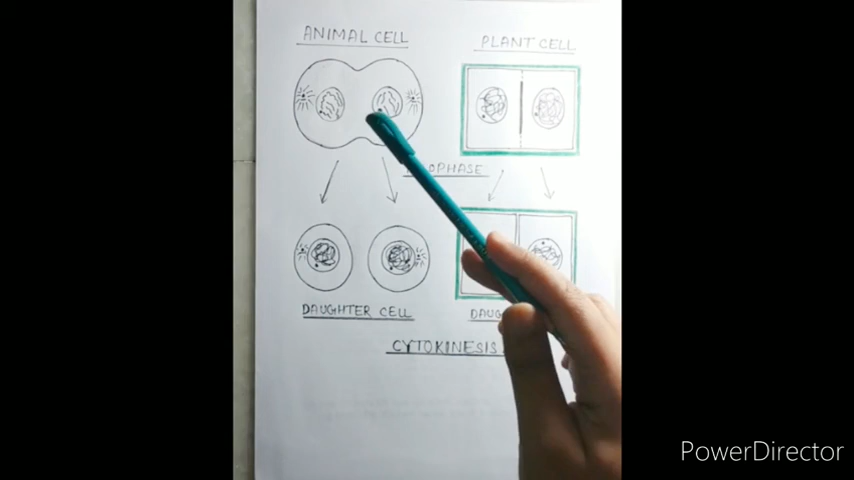 ANIMAL CELL
PLANT CELL
DAUGHTER CELL
CYTOKINESIS
PowerDirector